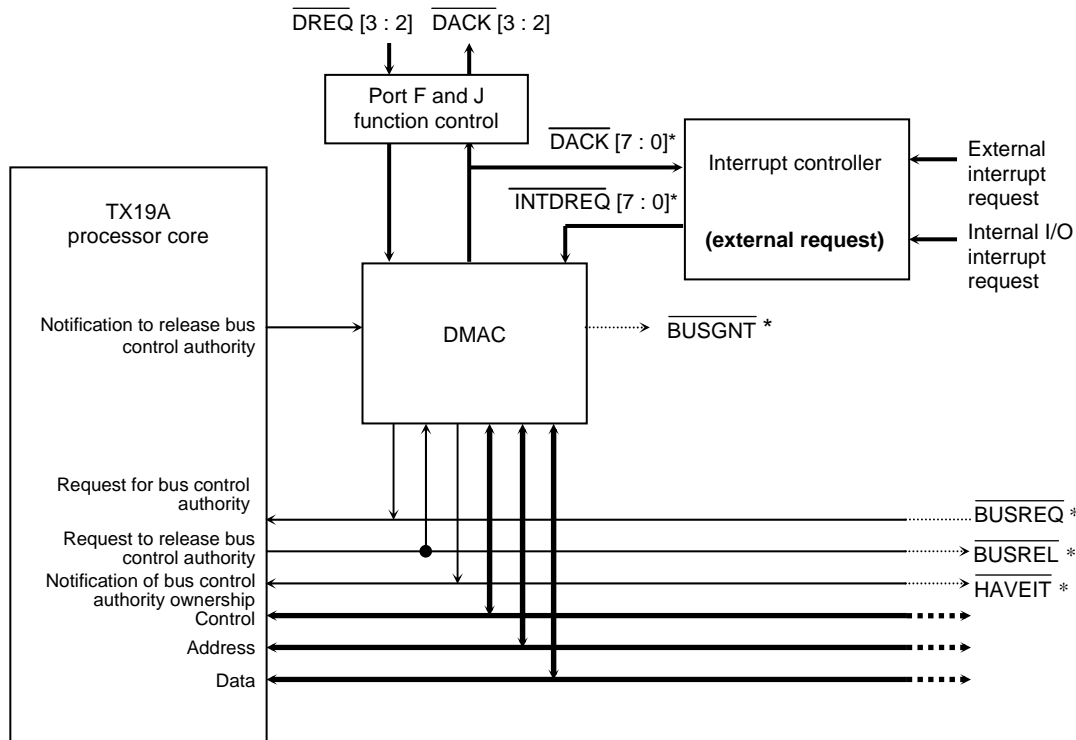 DREQ [3 : 2] DACK [3 : 2]
Port F and J
function control
DACK [7 : 0]*
INTDREQ [7 : 0]*
Interrupt controller
(external request)
External
interrupt
request
Internal I/O
interrupt
request
TX19A
processor core
Notification to release bus
control authority
DMAC
BUSGNT *
Request for bus control
authority
BUSREQ *
Request to release bus
control authority
BUSREL *
Notification of bus control
authority ownership
HAVEIT *
Control
Address
Data